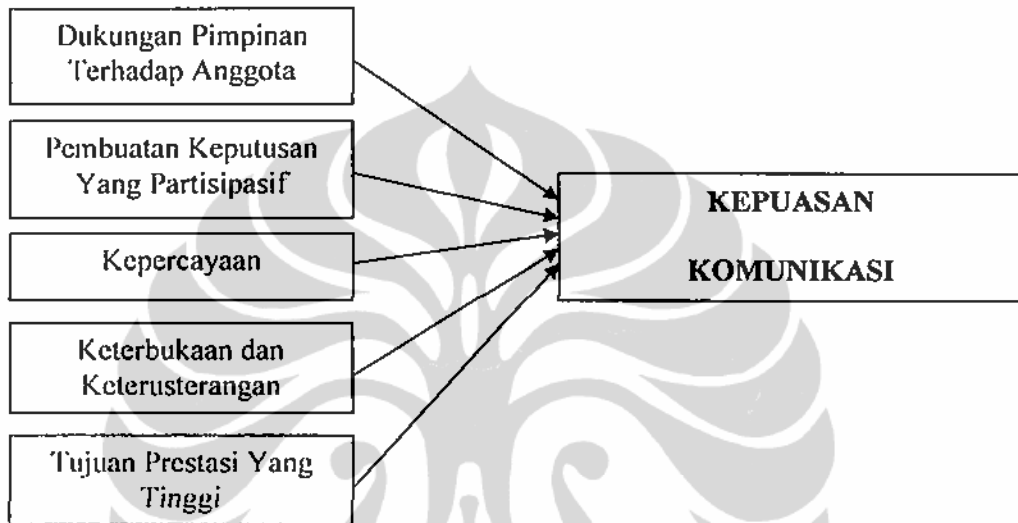 Dukungan Pimpinan
Terhadap Anggota
Pembuatan Keputusan
Yang Partisipasif
Kepercayaan
Keterbukaan dan
Keterusterangan
Tujuan Prestasi Yang
Tinggi
KEPUASAN
KOMUNIKASI